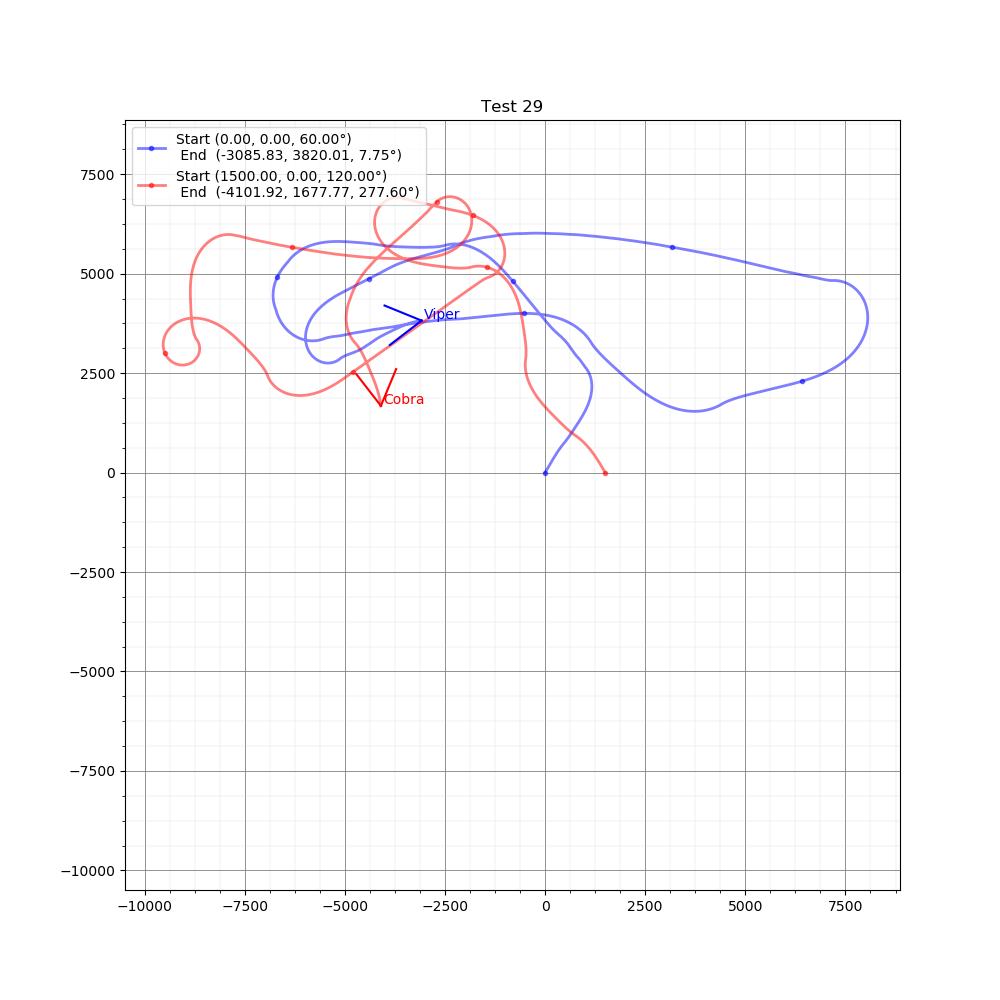 Test 29
Start (0.00, 0.00, 60.00°)
End (-3085.83, 3820.01, 7.75°)
Start (1500.00, 0.00, 120.00°)
End (-4101.92, 1677.77, 277.60°)
7500
5000
2500
0
−2500
−5000
−7500
−10000
Viper
Cobra
−10000 −7500 −5000 −2500 0 2500 5000 7500